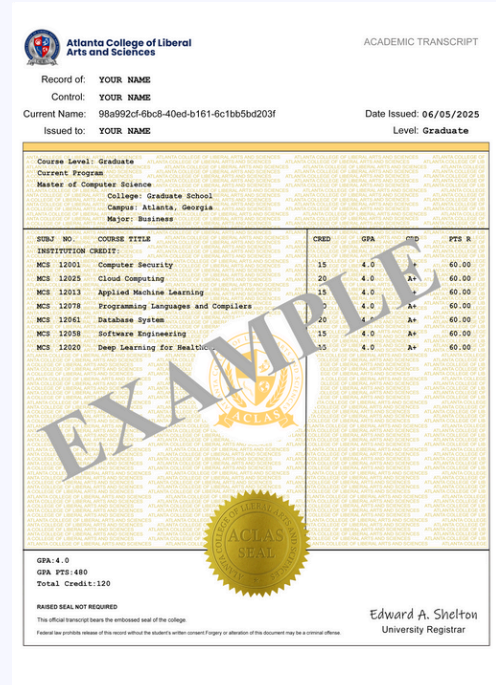 Atlanta College of Liberal
Arts and Sciences
ACADEMIC TRANSCRIPT
Record of: YOUR NAME
Control: YOUR NAME
Current Name: 98a992cf-6bc8-40ed-b161-6c1bb5bd203f
Date Issued: 06/05/2025
Issued to: YOUR NAME
Level: Graduate
Course Level: Graduate
Current Program
Master of Computer Science
College: Graduate School
Campus: Atlanta, Georgia
Major: Business
SUBJ NO. COURSE TITLE CRED GPA GRD PTS R
INSTITUTION CREDIT:
MCS 12001 Computer Security 15 4.0 60.00
MCS 12025 Cloud Computing 20 4.0 A+ 60.00
MCS 12013 Applied Machine Learning 4.0 60.00
MCS 12078 Programming Languages and Compilers 4.0 A+ 60.00
MCS 12061 Database System 20 4.0 A+ 60.00
MCS 12058 Software Engineering 15 4.0 A+ 60.00
MCS 12020 Deep Learning for 15 4.0 A+ 60.00
EXAMPLE
ACLAS
ACLAS
SEAL
GPA:4.0
GPA PTS:480
Total Credit:120
RAISED SEAL NOT REQUIRED
This official transcript bears the embossed seal of the college.
Federal law prohibits release of this record without the student's written consent Forgery or alteration of this document may be a criminal offense
Edward A. Shelton
University Registrar